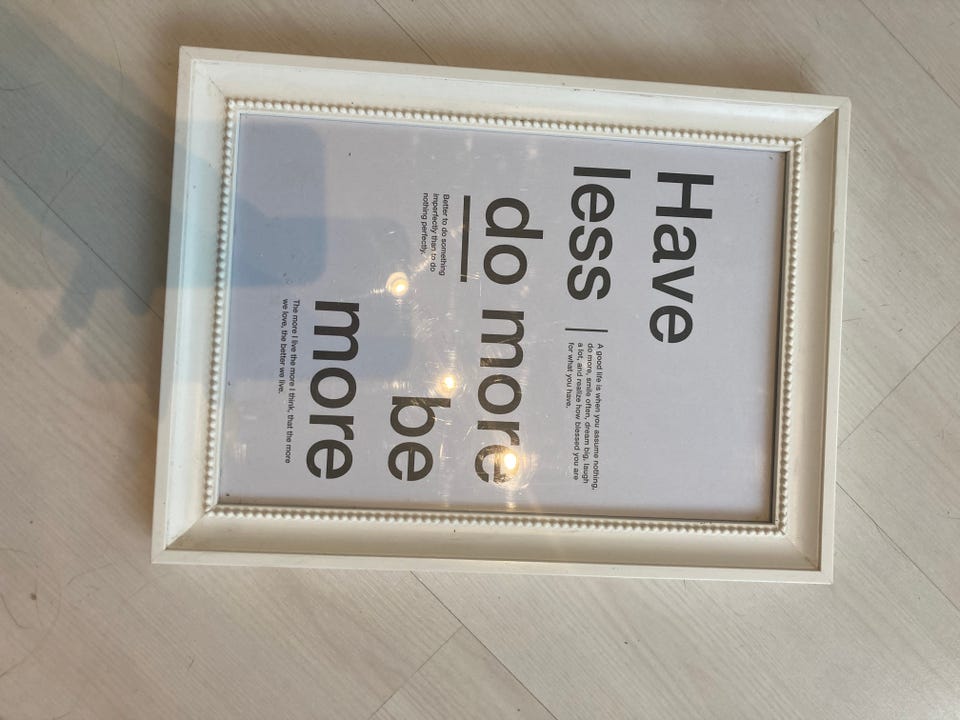 Have
less
A good life is when you assume nothing,
do more, smile often, dream big, laugh
a lot, and realize how blessed you are
for what you have.
do more
Better to do something
imperfectly than to do
nothing perfectly.
be
more
The more I live the more I think, that the more
we love, the better we live.